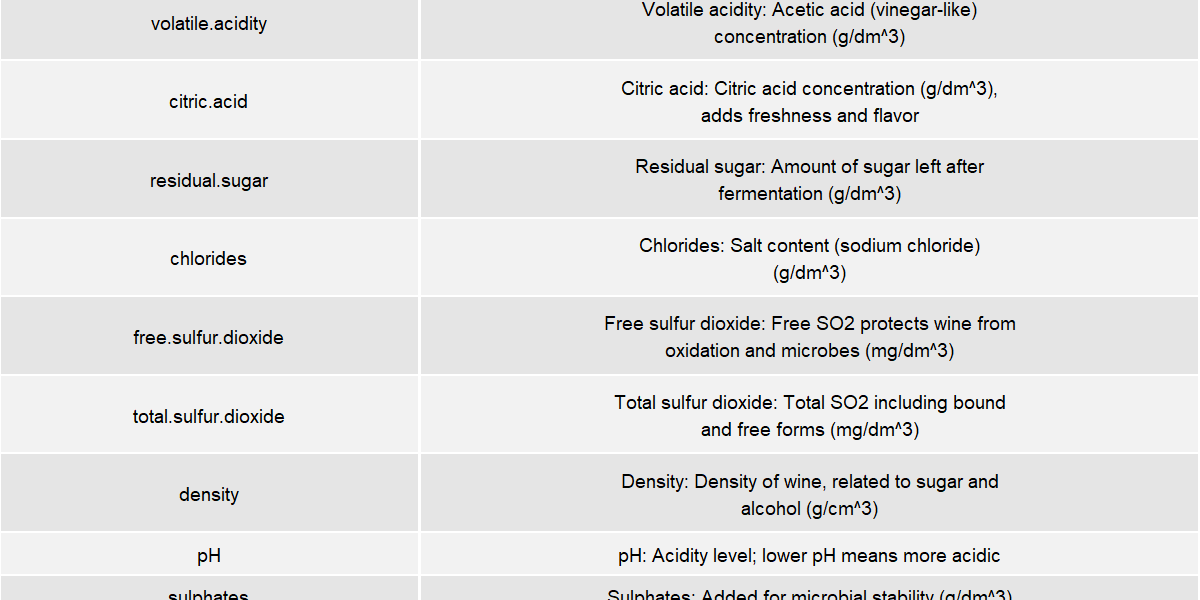 volatile.acidity
Volatile acidity: Acetic acid (vinegar-like)
concentration (g/dm^3)
citric.acid
Citric acid: Citric acid concentration (g/dm^3),
adds freshness and flavor
residual.sugar
Residual sugar: Amount of sugar left after
fermentation (g/dm^3)
chlorides
Chlorides: Salt content (sodium chloride)
(g/dm^3)
free.sulfur.dioxide
Free sulfur dioxide: Free SO2 protects wine from
oxidation and microbes (mg/dm^3)
total.sulfur.dioxide
Total sulfur dioxide: Total SO2 including bound
and free forms (mg/dm^3)
density
Density: Density of wine, related to sugar and
alcohol (g/cm^3)
pH
pH: Acidity level; lower pH means more acidic
sulphates
Sulphates: Added for microbial stability (g/dm^3)